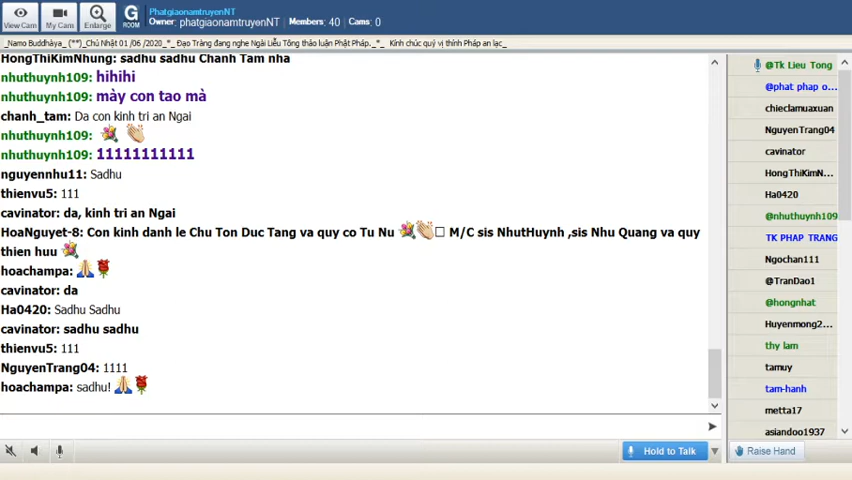 View Cam
My Cam
Enlarge
G
ROOM
PhatgiaonamtruyenNT
Owner: phatgiaonamtruyenNT Members: 40 Cams: 0
_Namo Buddhàya_ (**)_Chủ Nhật 01 /06 /2020_*_ Đạo Tràng đang nghe Ngài Liễu Tông thảo luận Phật Pháp._*_ Kính chúc quý vị thính Pháp an lạc_
HongThiKimNhung: sadhu sadhu Chanh Tam nha
nhuthuynh109: hihihi
nhuthuynh109: mày con tao mà
chanh_tam: Da con kinh tri an Ngai
nhuthuynh109: 💐 👏
nhuthuynh109: 11111111111
nguyennhu11: Sadhu
thienvu5: 111
cavinator: da, kinh tri an Ngai
HoaNguyet-8: Con kinh danh le Chu Ton Duc Tang va quy co Tu Nu 💐👏□ M/C sis NhutHuynh ,sis Nhu Quang va quy
thien huu 💐
hoachampa: 🙏🌹
cavinator: da
Ha0420: Sadhu Sadhu
cavinator: sadhu sadhu
thienvu5: 111
NguyenTrang04: 1111
hoachampa: sadhu! 🙏🌹
Hold to Talk
@Tk Lieu Tong
@phat phap o...
chieclamuaxuan
NguyenTrang04
cavinator
HongThiKimN...
Ha0420
@nhuthuynh109
TK PHAP TRANG
Ngochan111
@TranDao1
@hongnhat
Huyenmong2...
thy lam
tamuy
tam-hanh
metta17
asiandoo1937
Raise Hand